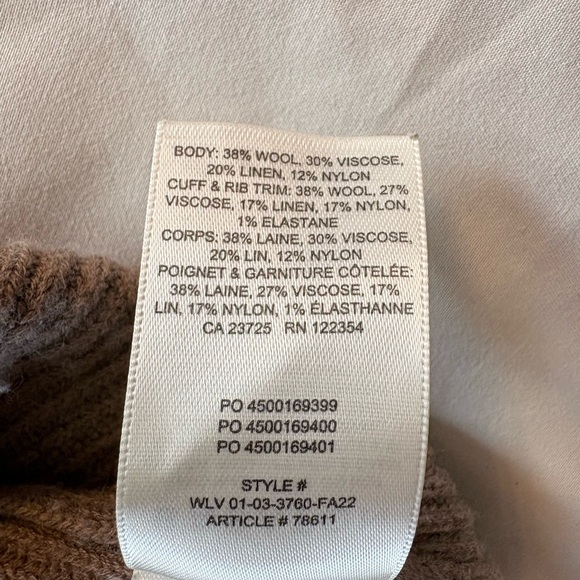 BODY: 38% WOOL, 30% VISCOSE,
20% LINEN, 12% NYLON
CUFF & RIB TRIM: 38% WOOL, 27%
VISCOSE, 17% LINEN, 17% NYLON,
1% ELASTANE
CORPS: 38% LAINE, 30% VISCOSE,
20% LIN, 12% NYLON
POIGNET & GARNITURE CÔTELÉE:
38% LAINE, 27% VISCOSE, 17%
LIN, 17% NYLON, 1% ÉLASTHANNE
CA 23725 RN 122354
PO 4500169399
PO 4500169400
PO 4500169401
STYLE #
WLV 01-03-3760-FA22
ARTICLE # 78611